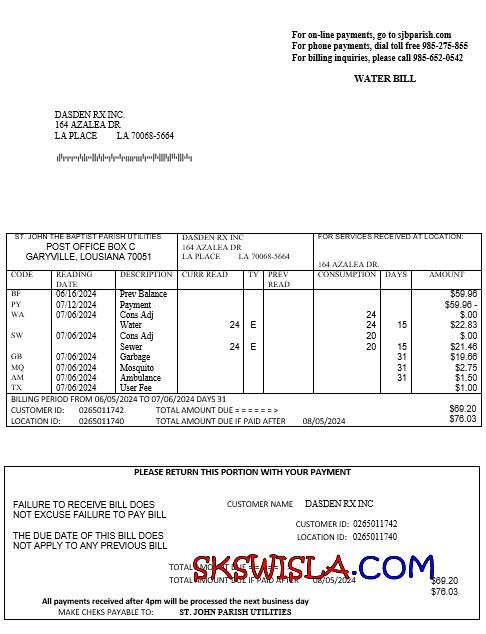 For on-line payments, go to sjbparish.com
For phone payments, dial toll free 985-275-855
For billing inquiries, please call 985-652-0542
WATER BILL
DASDEN RX INC.
164 AZALEA DR
LA PLACE LA 70068-5664
ST. JOHN THE BAPTIST PARISH UTILITIES
POST OFFICE BOX C
GARYVILLE, LOUSIANA 70051
DASDEN RX INC
164 AZALEA DR
LA PLACE LA 70068-5664
FOR SERVICES RECEIVED AT LOCATION:
164 AZALEA DR.
CODE READING DATE DESCRIPTION CURR READ TY PREV READ CONSUMPTION DAYS AMOUNT
BF 06/16/2024 Prev Balance $59.96
PY 07/12/2024 Payment $59.96 -
WA 07/06/2024 Cons Adj 24 $.00
Water 24 E 24 15 $22.83
SW 07/06/2024 Cons Adj 20 $.00
Sewer 24 E 20 15 $21.46
GB 07/06/2024 Garbage 31 $19.66
MQ 07/06/2024 Mosquito 31 $2.75
AM 07/06/2024 Ambulance 31 $1.50
TX 07/06/2024 User Fee $1.00
BILLING PERIOD FROM 06/05/2024 TO 07/06/2024 DAYS 31
CUSTOMER ID: 0265011742 TOTAL AMOUNT DUE = = = = = = > $69.20
LOCATION ID: 0265011740 TOTAL AMOUNT DUE IF PAID AFTER 08/05/2024 $76.03
PLEASE RETURN THIS PORTION WITH YOUR PAYMENT
FAILURE TO RECEIVE BILL DOES
NOT EXCUSE FAILURE TO PAY BILL
CUSTOMER NAME DASDEN RX INC
CUSTOMER ID: 0265011742
THE DUE DATE OF THIS BILL DOES
NOT APPLY TO ANY PREVIOUS BILL
LOCATION ID: 0265011740
SKSWISLA.COM
TOTAL AMOUNT DUE = = = =
TOTAL AMOUNT DUE IF PAID AFTER 08/05/2024 $69.20
$76.03
All payments received after 4pm will be processed the next business day
MAKE CHEKS PAYABLE TO: ST. JOHN PARISH UTILITIES